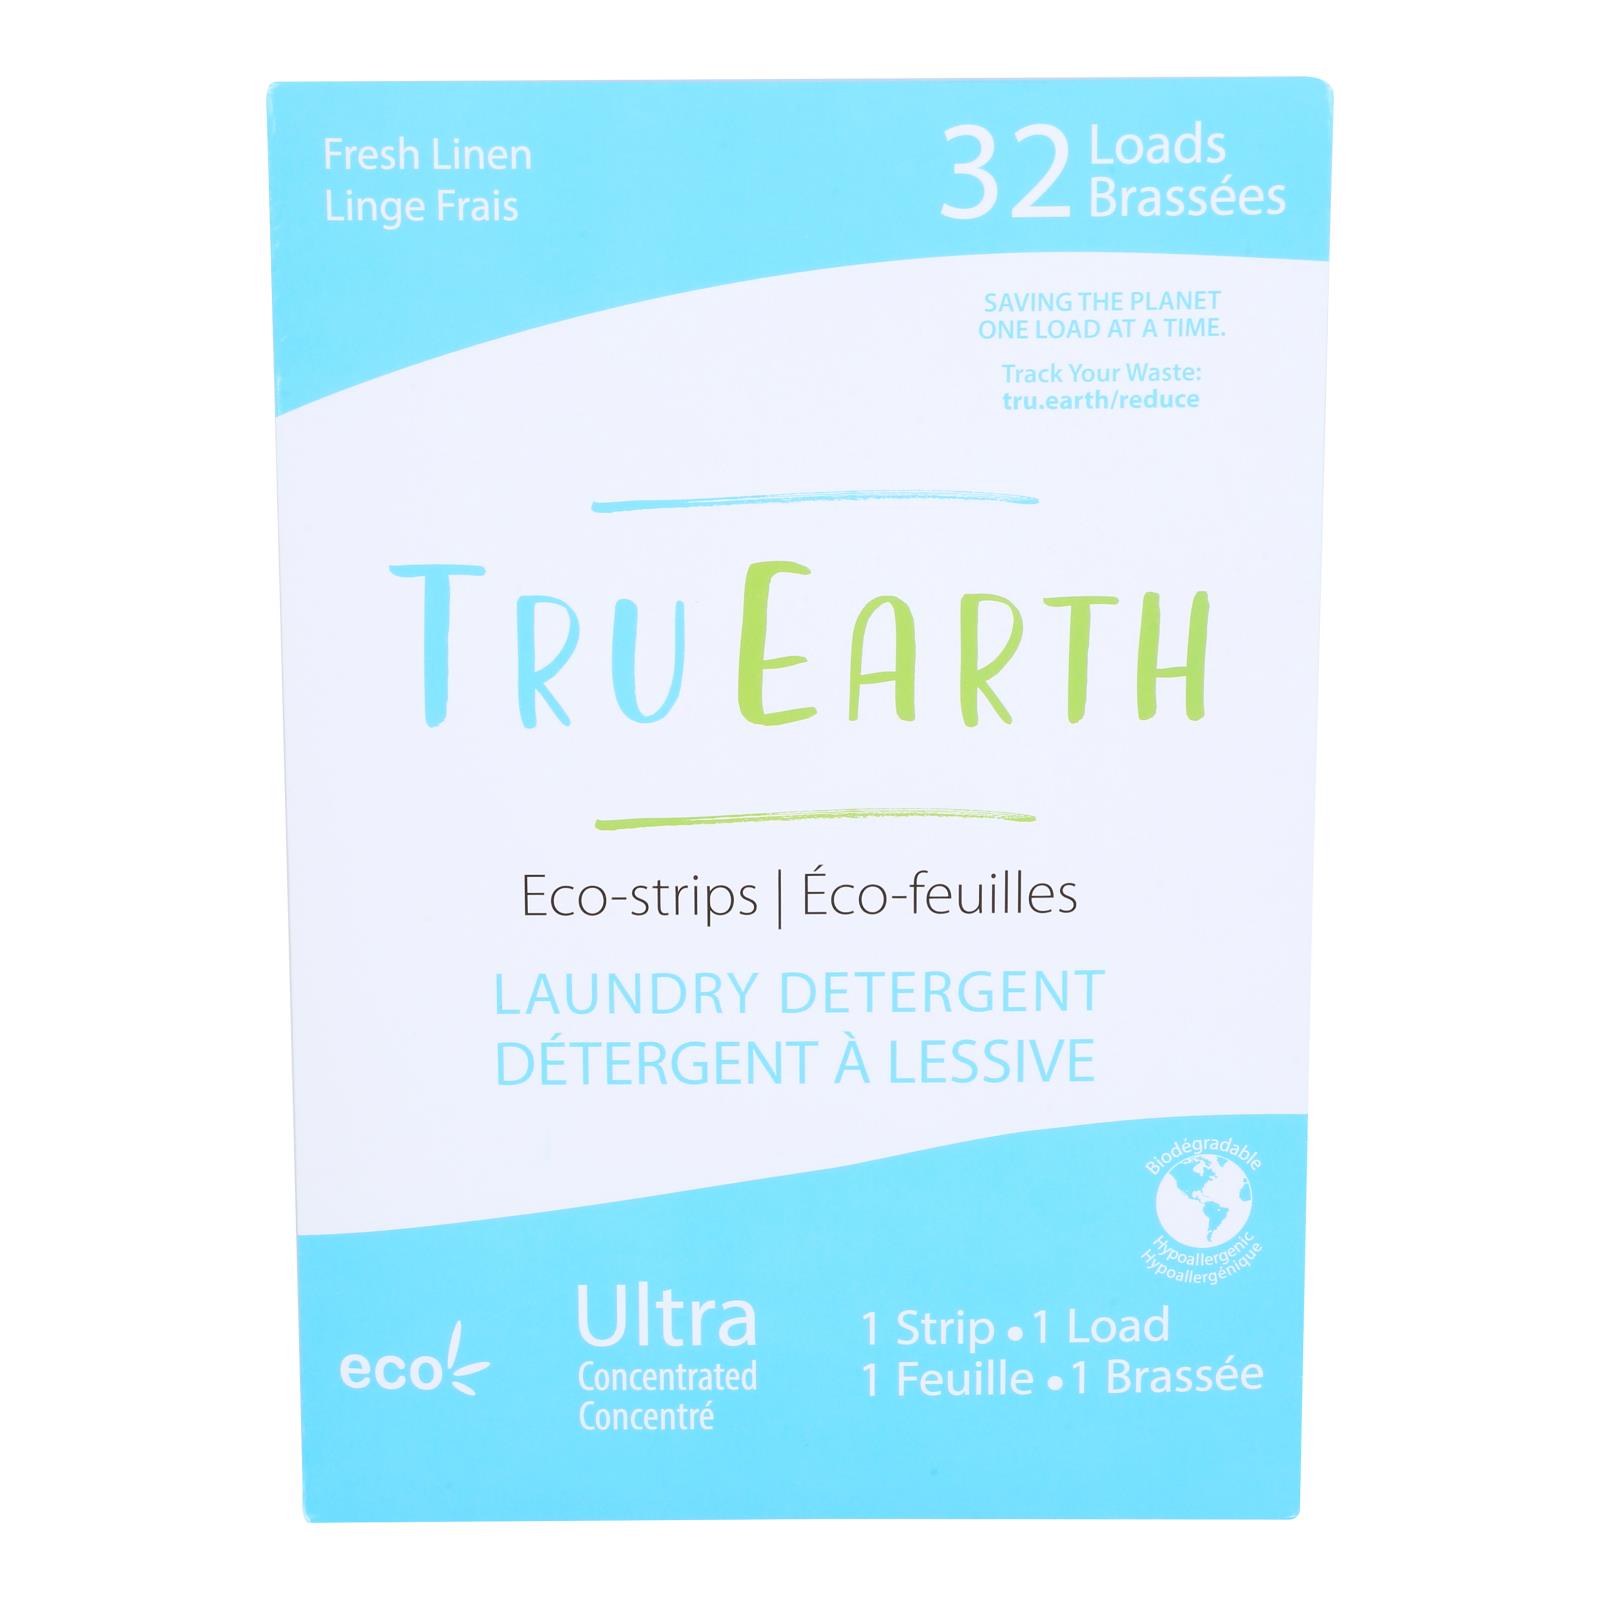 Fresh Linen
Linge Frais
32 Loads
Brassées
SAVING THE PLANET
ONE LOAD AT A TIME.
Track Your Waste:
tru.earth/reduce
TRU EARTH
Eco-strips | Éco-feuilles
LAUNDRY DETERGENT
DÉTERGENT À LESSIVE
Biodégradable
Hypoallergenic
Hypoallergénique
eco
Ultra
Concentrated
Concentré
1 Strip • 1 Load
1 Feuille • 1 Brassée